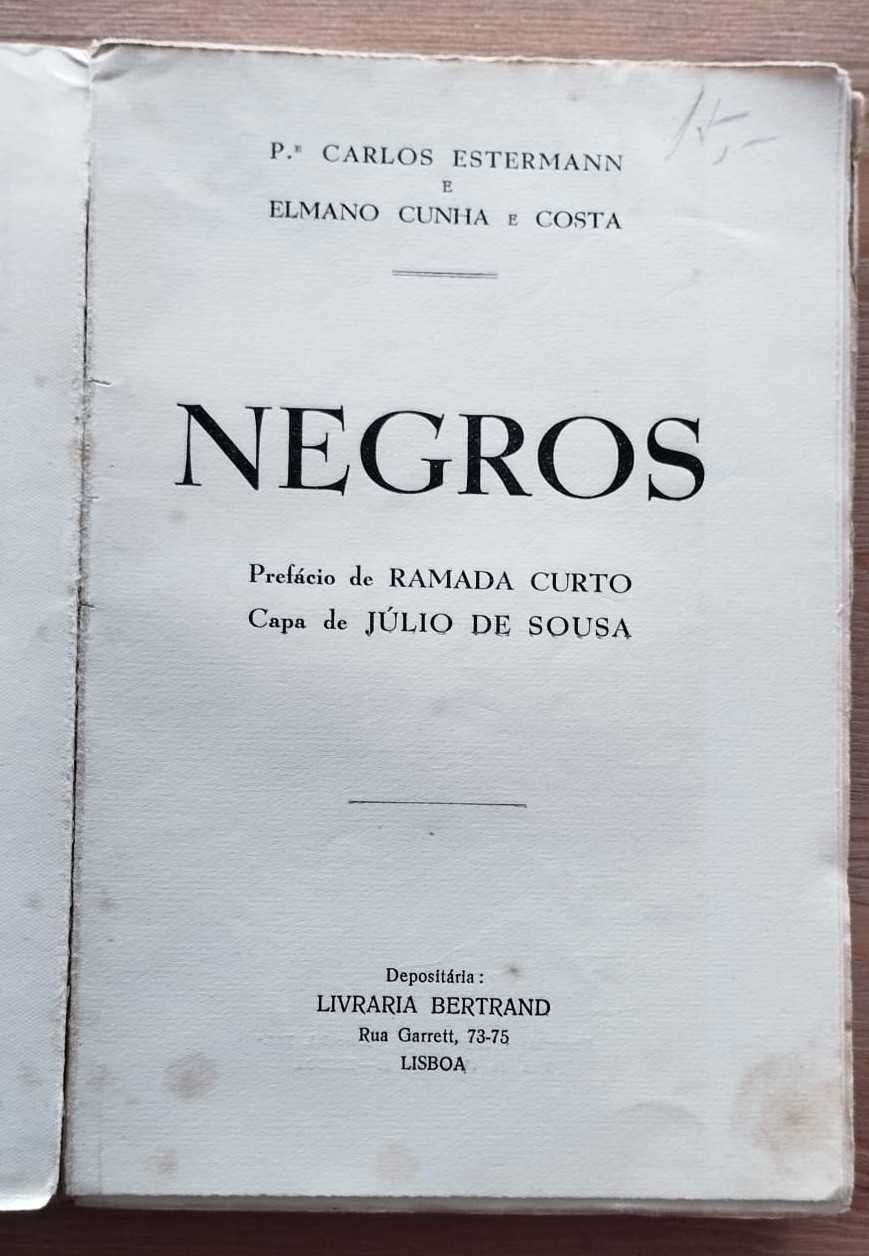 P.ᴱ CARLOS ESTERMANN
E
ELMANO CUNHA E COSTA
NEGROS
Prefácio de RAMADA CURTO
Capa de JÚLIO DE SOUSA
Depositária :
LIVRARIA BERTRAND
Rua Garrett, 73-75
LISBOA